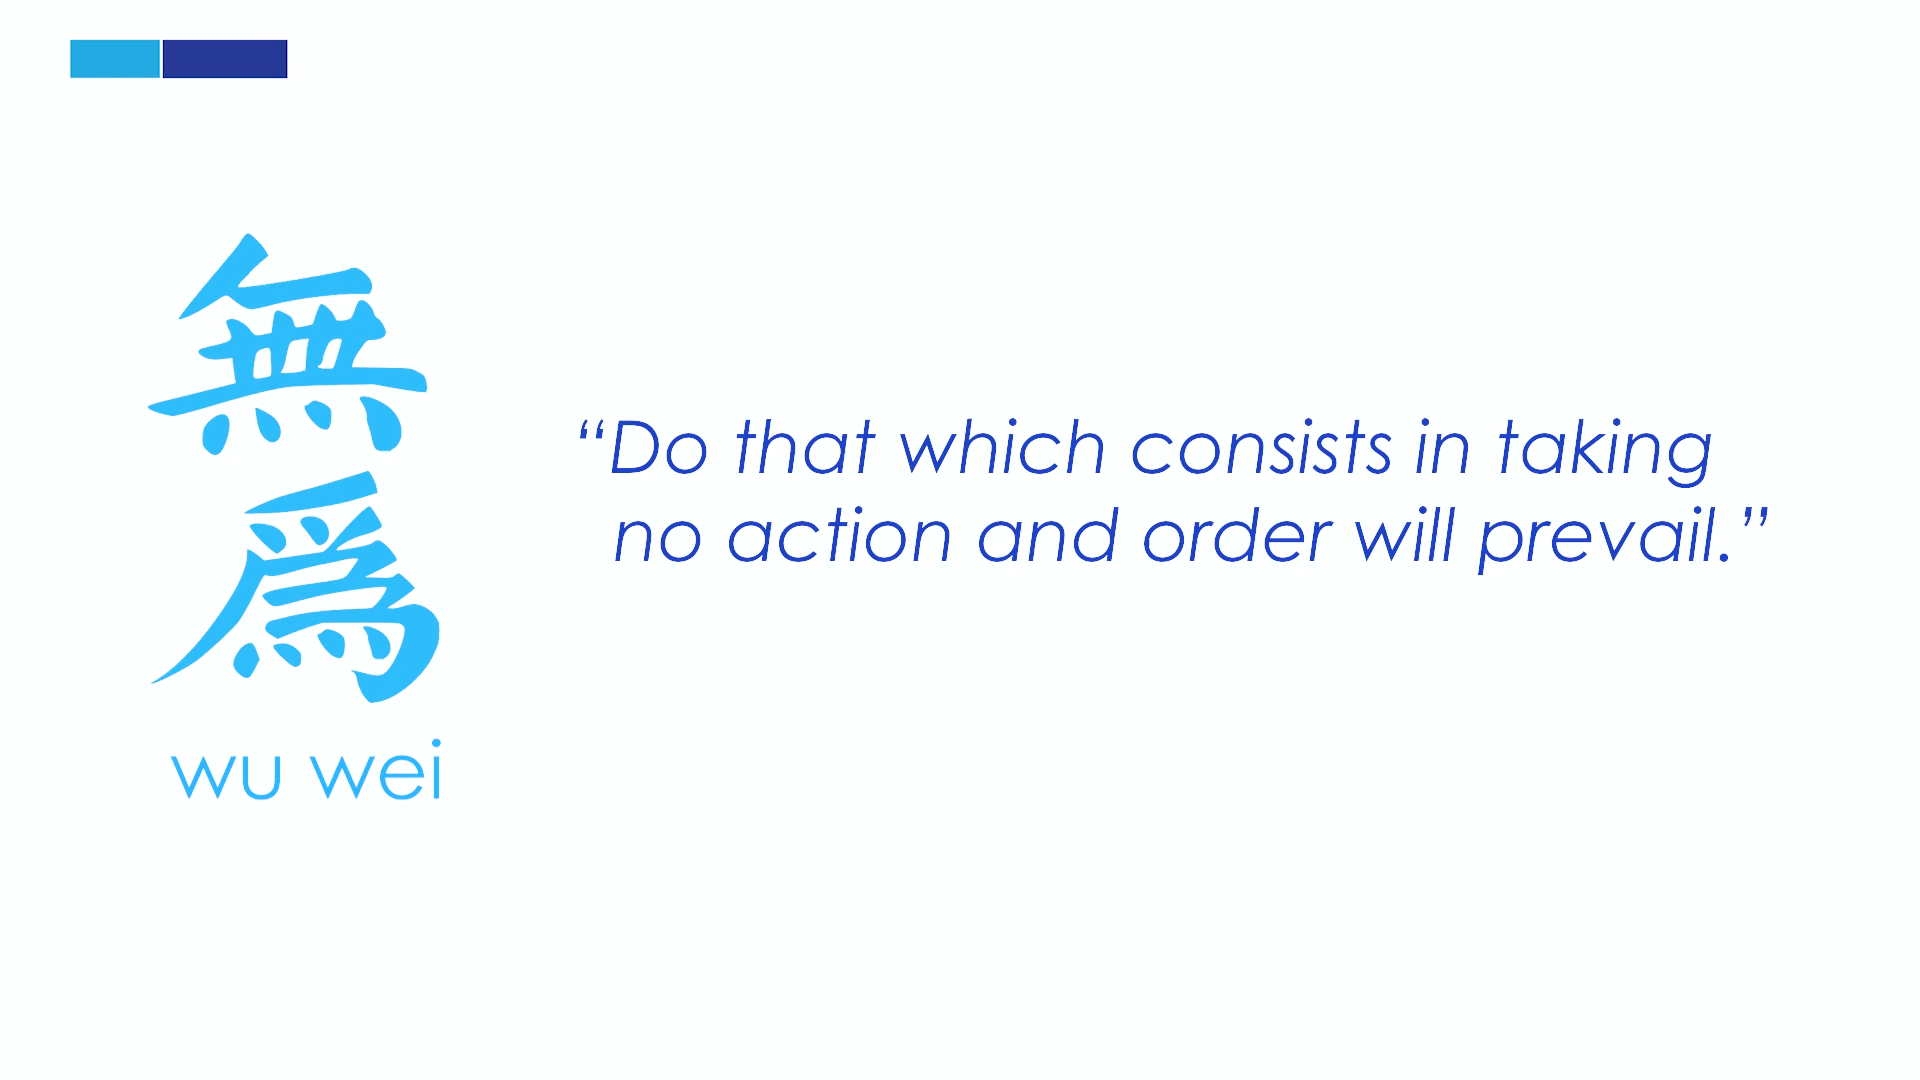 無爲
wu wei
“Do that which consists in taking
no action and order will prevail.”